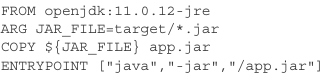 FROM openjdk:11.0.12-jre
ARG JAR_FILE=target/*.jar
COPY ${JAR_FILE} app.jar
ENTRYPOINT ["java","-jar","/app.jar"]